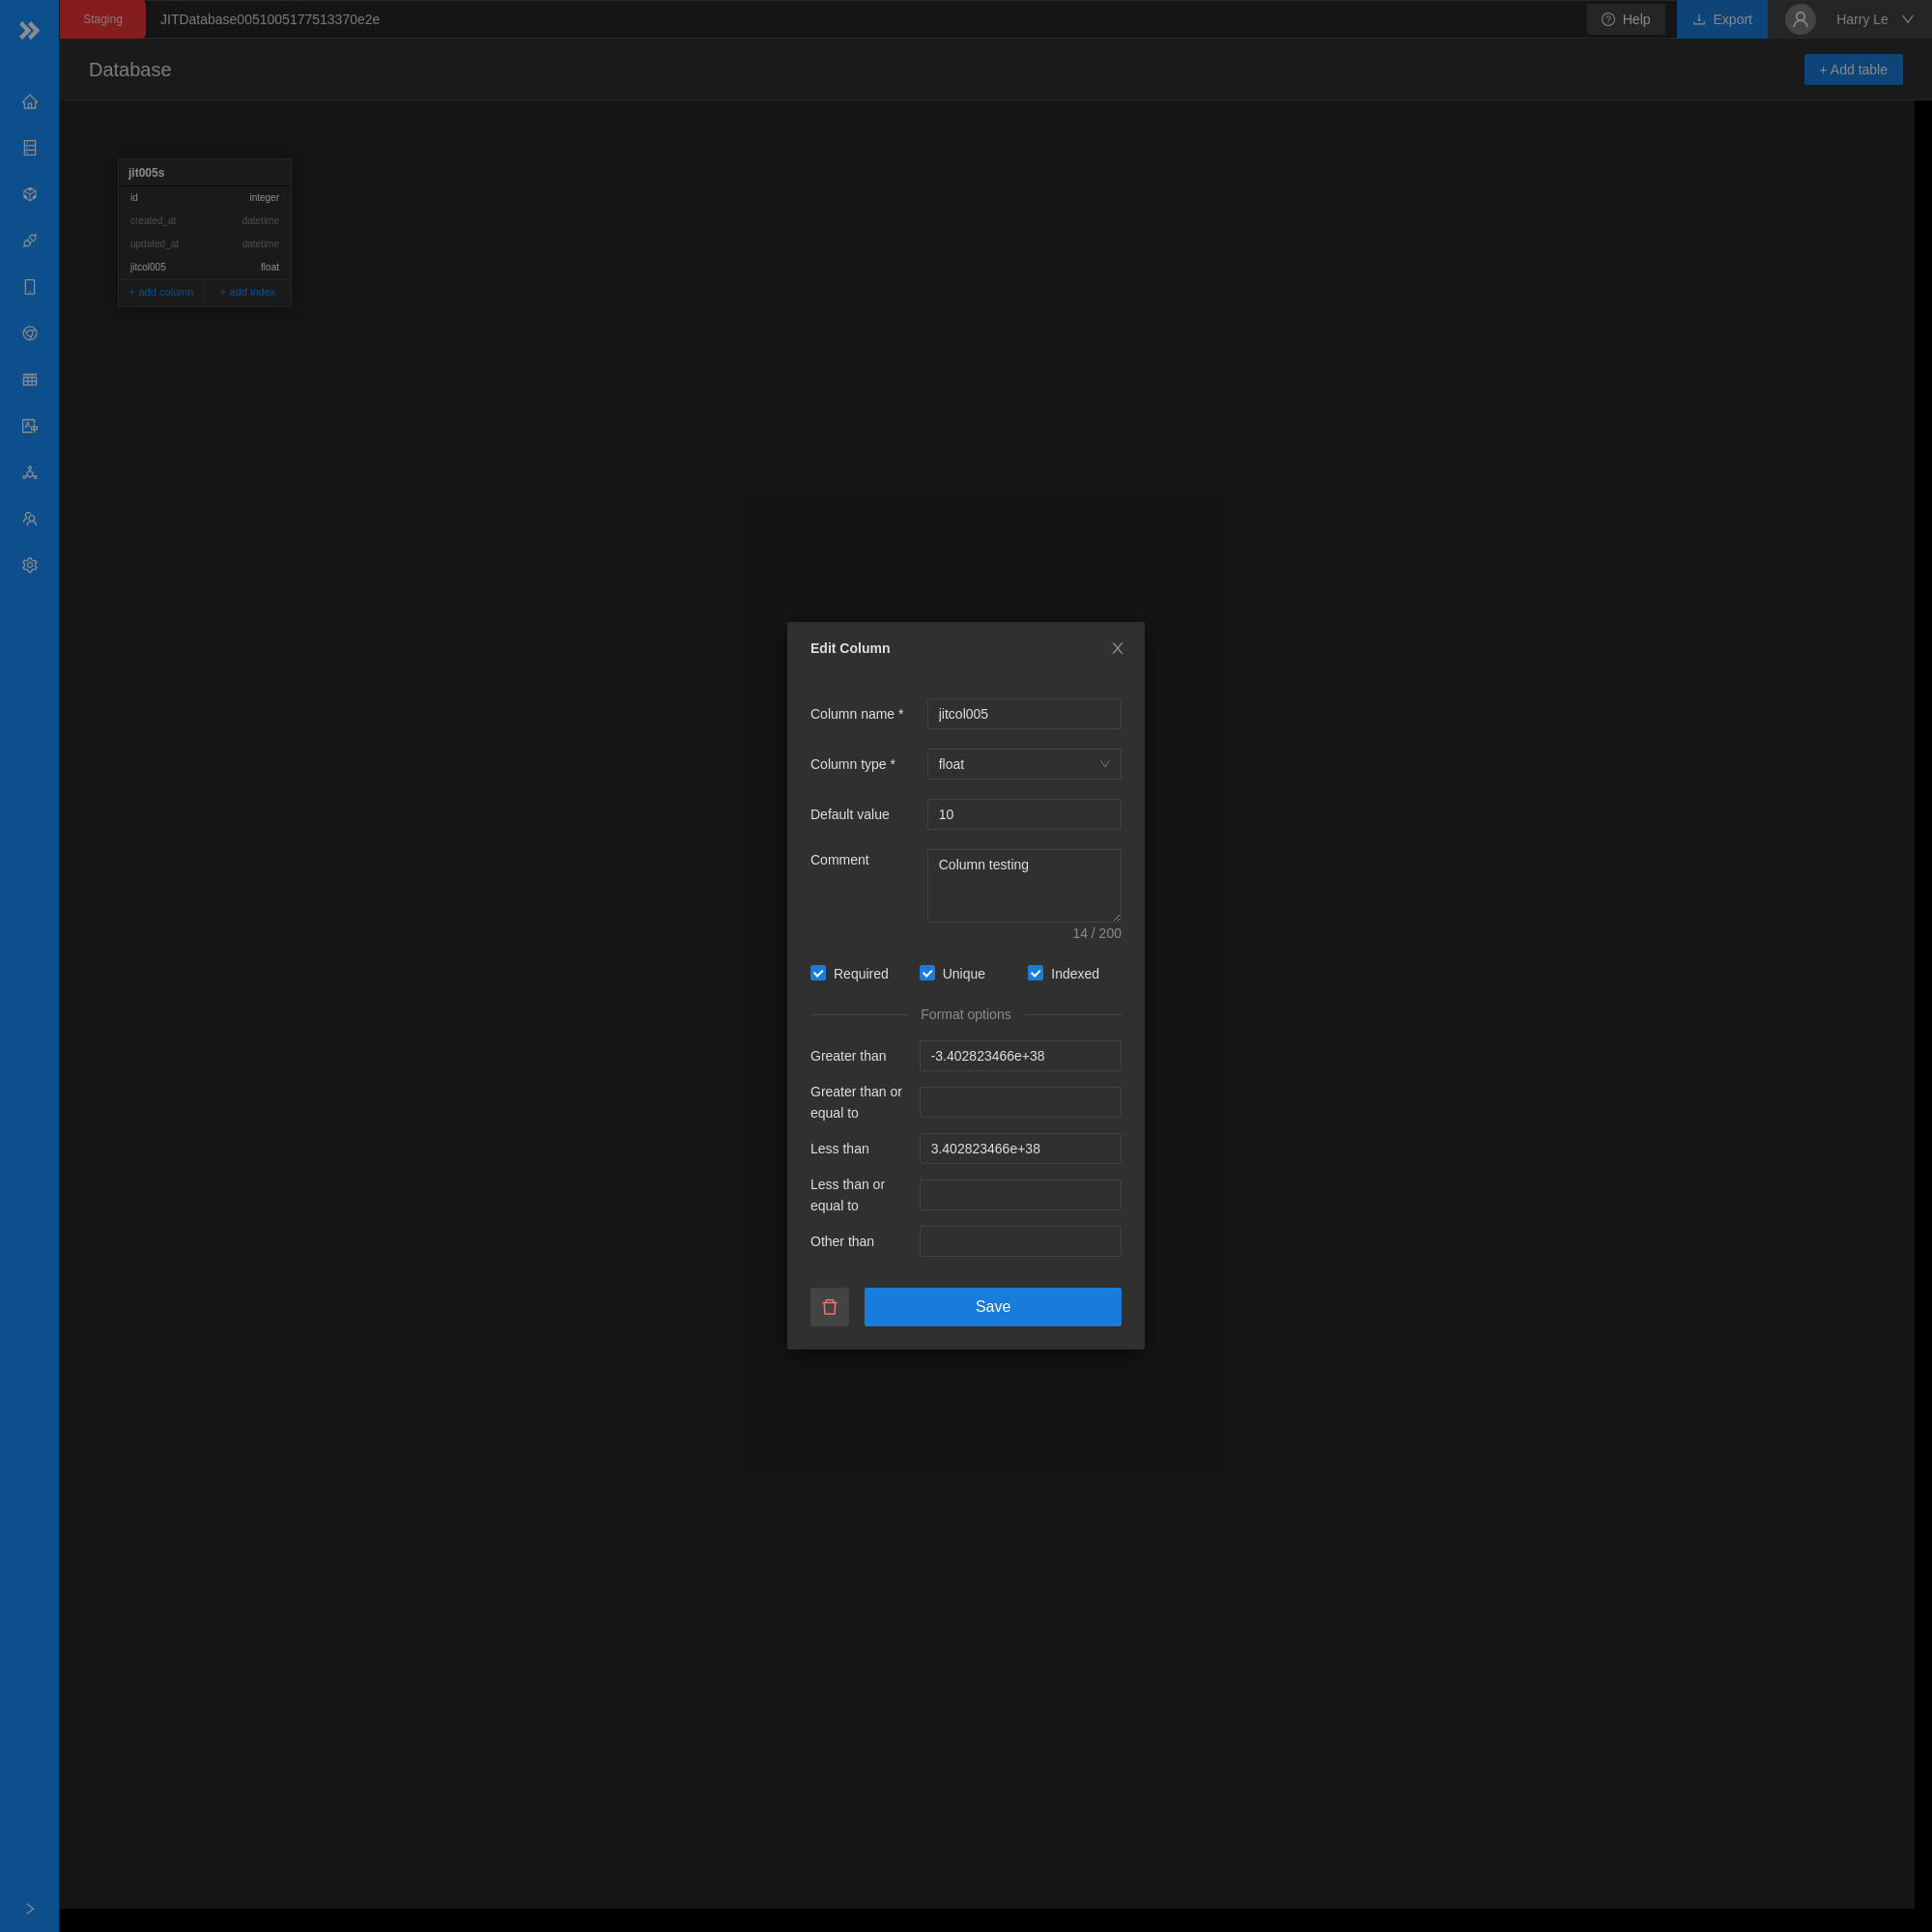 Staging
JITDatabase0051005177513370e2e
Help
Export
Harry Le
Database
+ Add table
jit005s
id integer
created_at datetime
updated_at datetime
jitcol005 float
+ add column + add index
Edit Column
Column name * jitcol005
Column type * float
Default value 10
Comment Column testing
14 / 200
Required Unique Indexed
Format options
Greater than -3.402823466e+38
Greater than or
equal to
Less than 3.402823466e+38
Less than or
equal to
Other than
Save